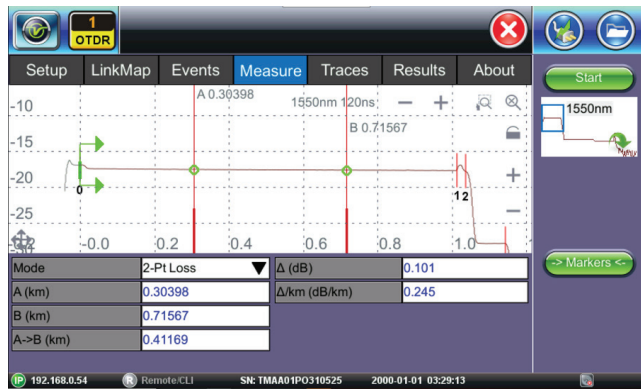 1
OTDR
Setup LinkMap Events Measure Traces Results About
Start
A 0.30398 1550nm 120ns
B 0.71567
1550nm
-10
-15
-20
-25
0
12
-0.0 0.2 0.4 0.6 0.8 1.0
Mode 2-Pt Loss Δ (dB) 0.101
A (km) 0.30398 Δ/km (dB/km) 0.245
B (km) 0.71567
A->B (km) 0.41169
-> Markers <-
IP 192.168.0.54 R Remote/CLI SN: TMAA01PO310525 2000-01-01 03:29:13